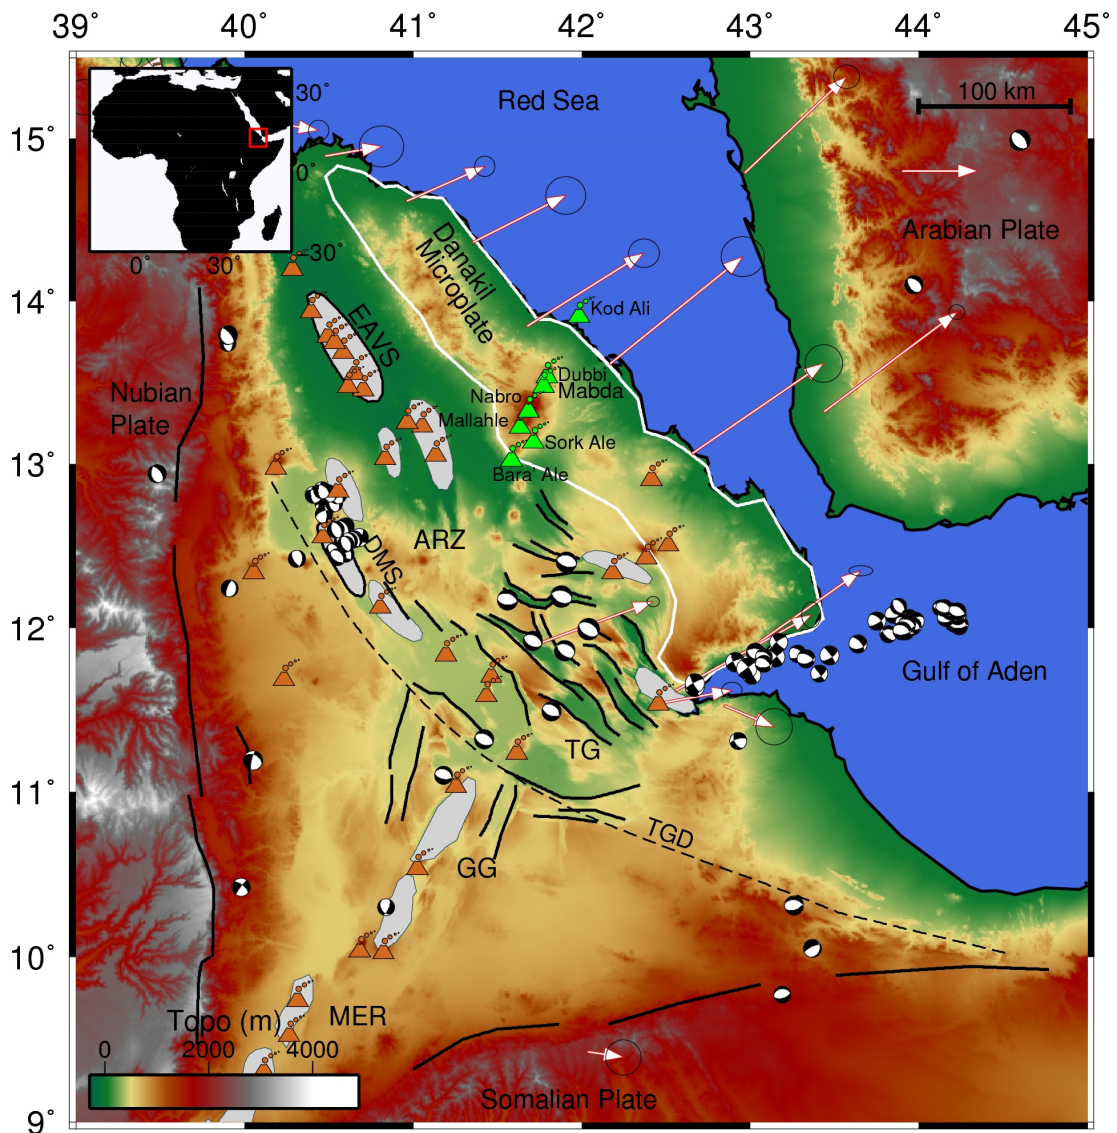 39° 40° 41° 42° 43° 44° 45°
15°
14°
13°
12°
11°
10°
9°
30°
0°
−30°
0° 30°
Red Sea
100 km
Arabian Plate
Danakil
Microplate
Kod Ali
EAVS
Dubbi
Mabda
Nabro
Mallahle
Sork Ale
Bara' Ale
Nubian
Plate
ARZ
DMS
Gulf of Aden
TG
TGD
GG
MER
Topo (m)
0 2000 4000
Somalian Plate